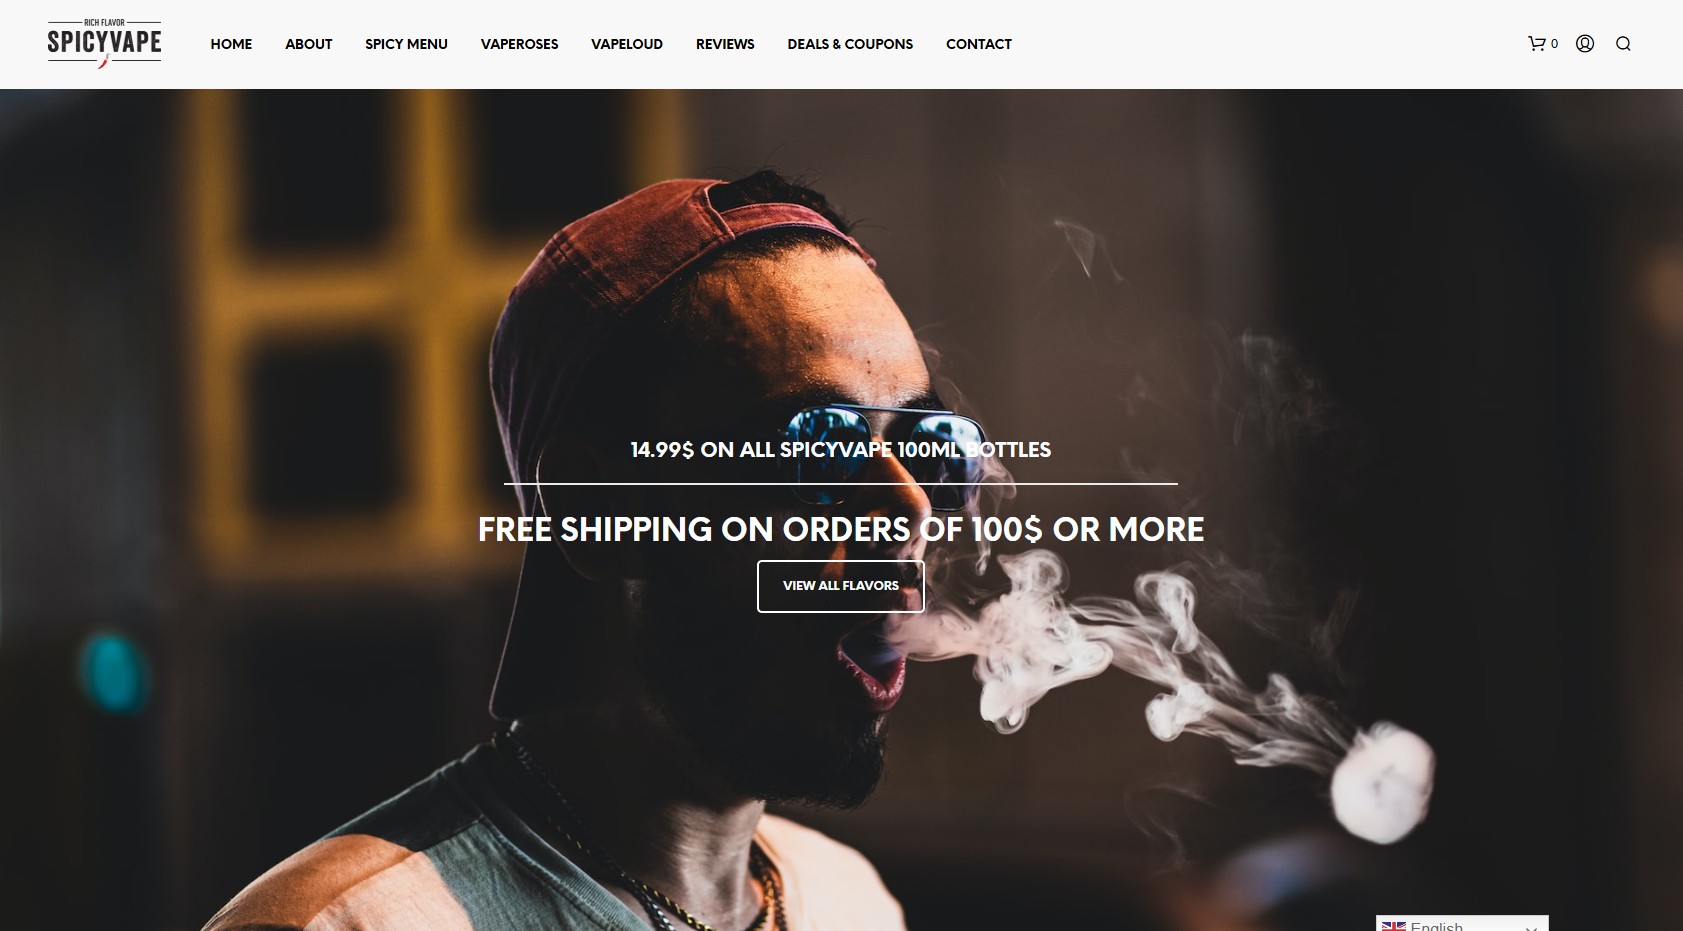 RICH FLAVOR
SPICYVAPE
HOME ABOUT SPICY MENU VAPEROSES VAPELOUD REVIEWS DEALS & COUPONS CONTACT
0
14.99$ ON ALL SPICYVAPE 100ML BOTTLES
FREE SHIPPING ON ORDERS OF 100$ OR MORE
VIEW ALL FLAVORS
English